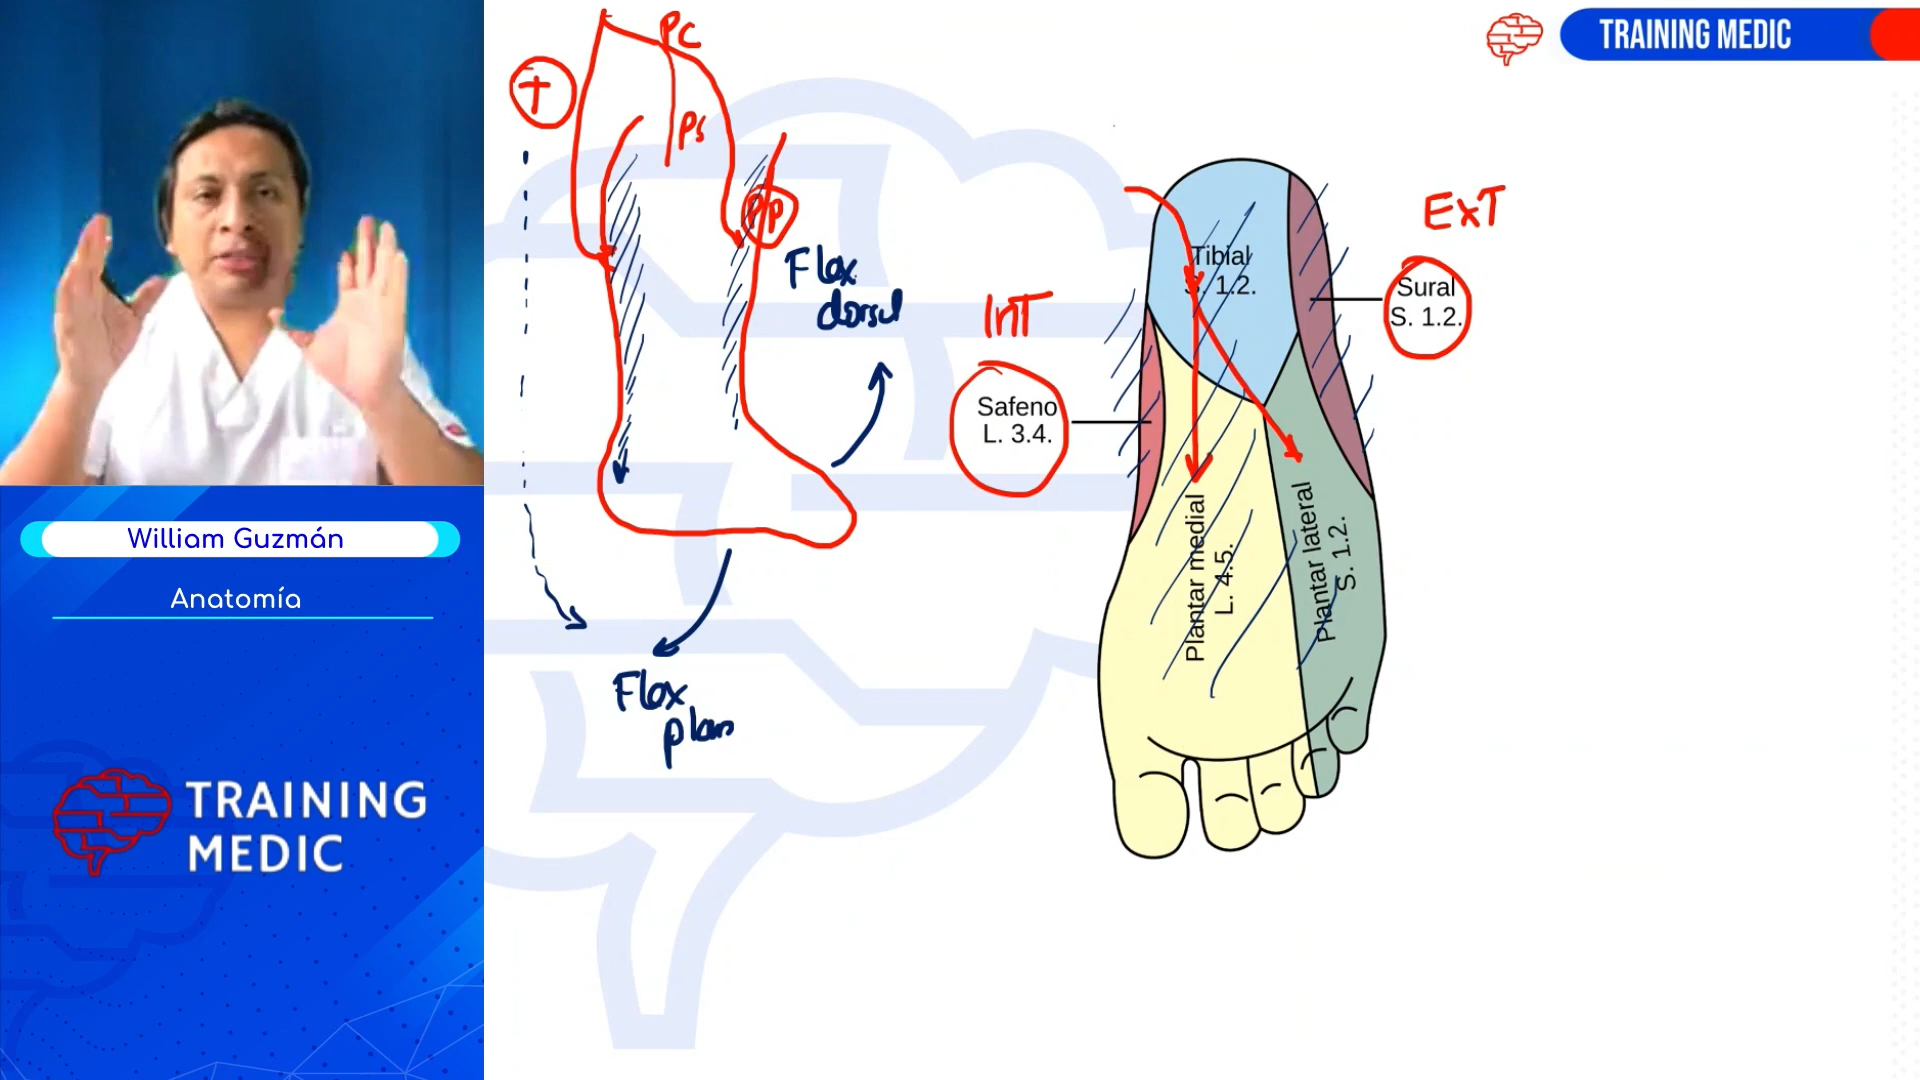 William Guzmán
Anatomía
TRAINING
MEDIC
TRAINING MEDIC
PC
T
Ps
PP
Flex
dorsal
Flex
plan
InT
ExT
Tibial
S. 1.2.
Sural
S. 1.2.
Safeno
L. 3.4.
Plantar medial
L. 4.5.
Plantar lateral
S. 1.2.